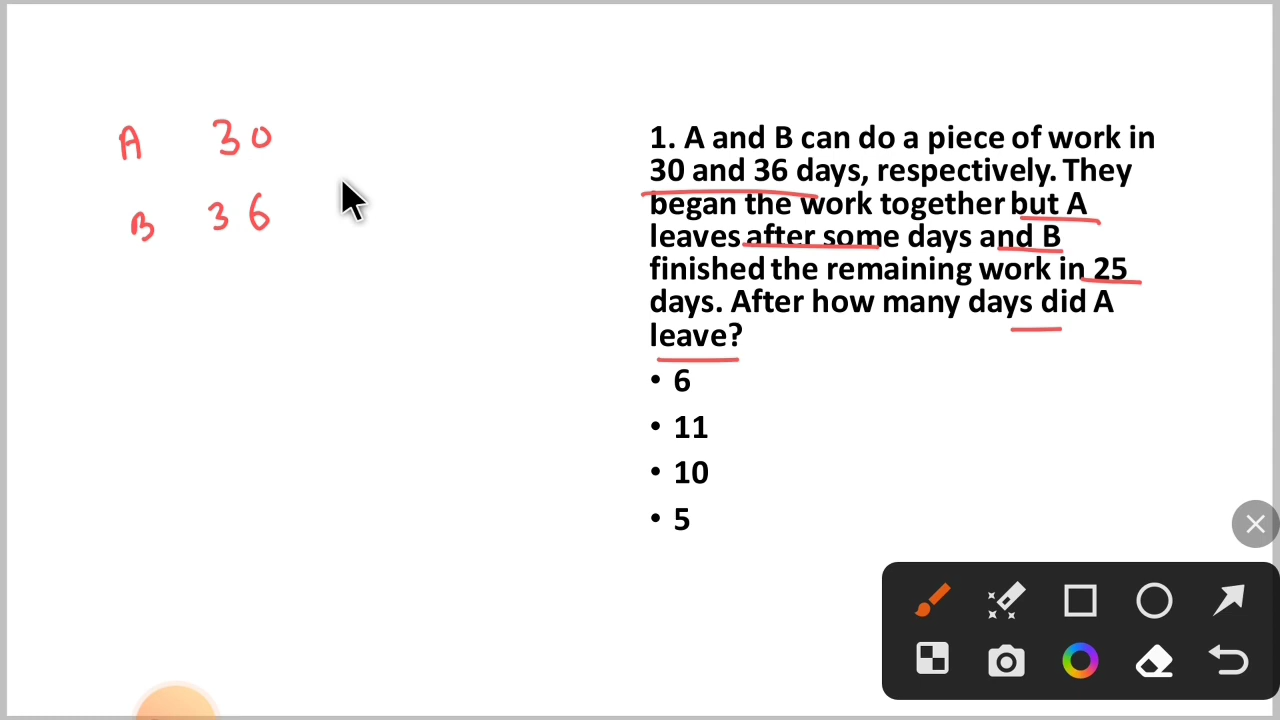 A 30
B 36
1. A and B can do a piece of work in
30 and 36 days, respectively. They
began the work together but A
leaves after some days and B
finished the remaining work in 25
days. After how many days did A
leave?
• 6
• 11
• 10
• 5